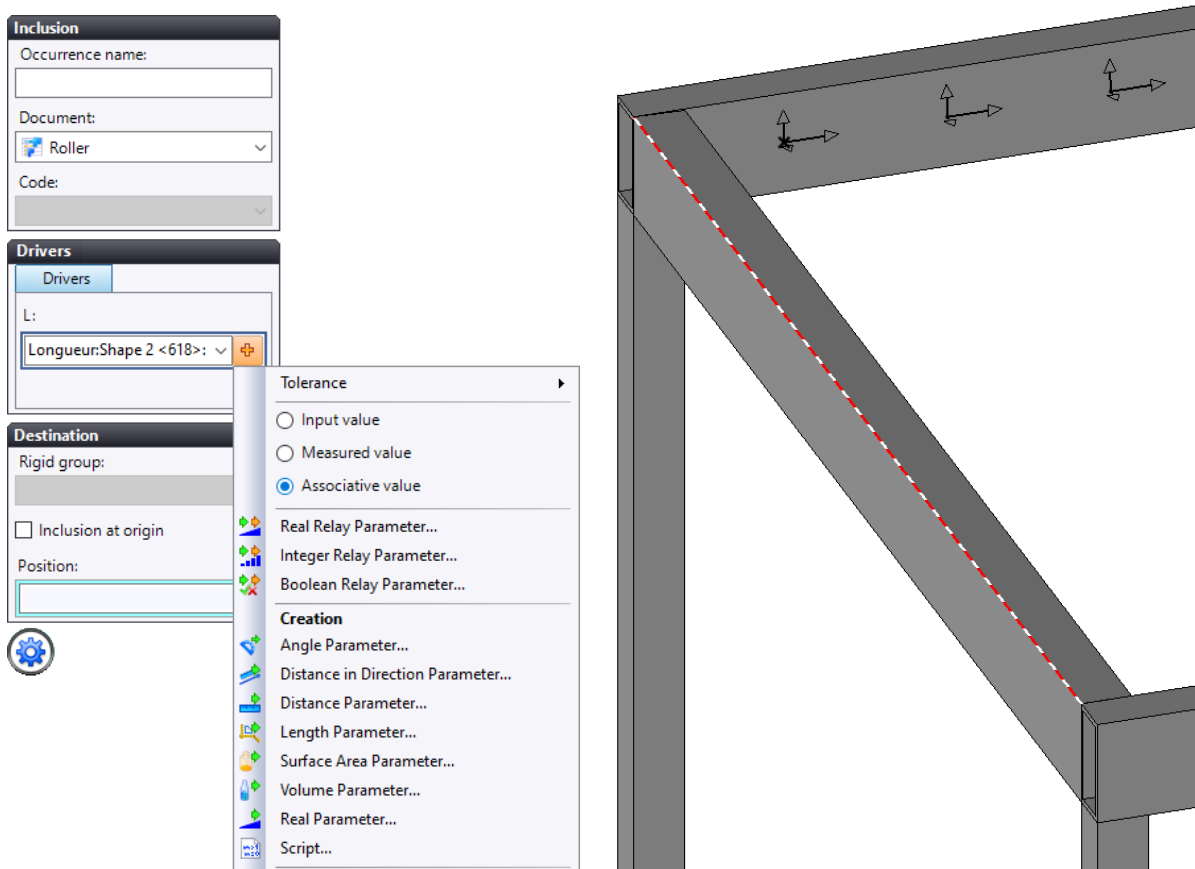 Inclusion
Occurrence name:
Document:
Roller
Code:
Drivers
Drivers
L:
Longueur:Shape 2 <618>:
Destination
Rigid group:
Inclusion at origin
Position:
Tolerance
Input value
Measured value
Associative value
Real Relay Parameter...
Integer Relay Parameter...
Boolean Relay Parameter...
Creation
Angle Parameter...
Distance in Direction Parameter...
Distance Parameter...
Length Parameter...
Surface Area Parameter...
Volume Parameter...
Real Parameter...
Script...